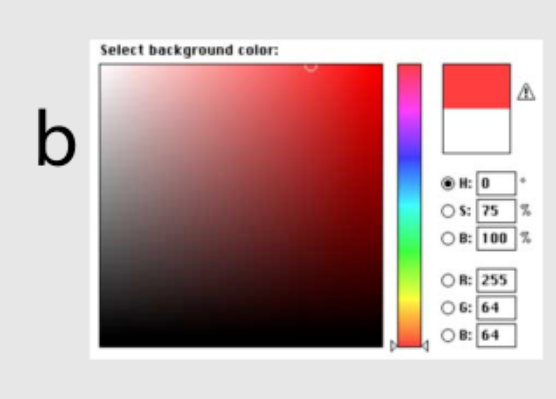 Select background color:
b
H: 0 °
S: 75 %
B: 100 %
R: 255
G: 64
B: 64